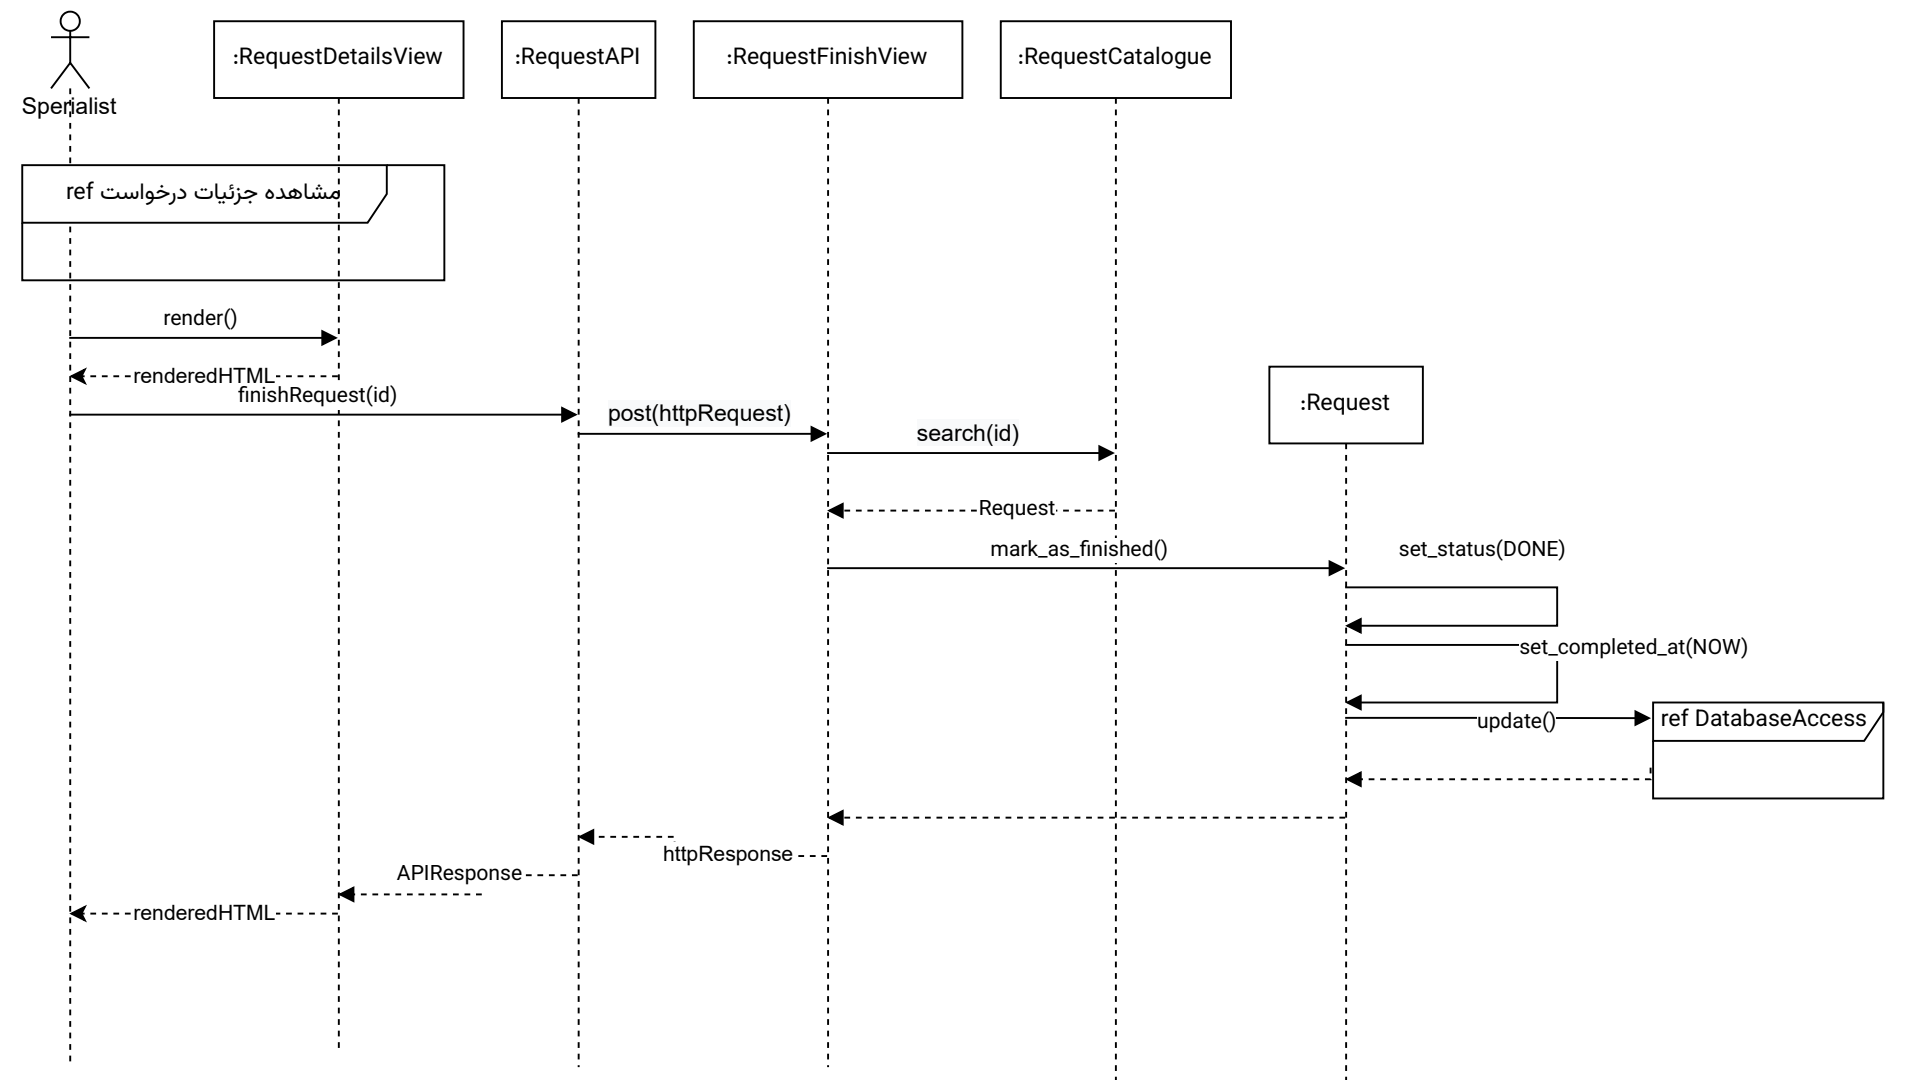 :RequestDetailsView
:RequestAPI
:RequestFinishView
:RequestCatalogue
Specialist
ref مشاهده جزئیات درخواست
render()
renderedHTML
finishRequest(id)
:Request
post(httpRequest)
search(id)
Request
mark_as_finished()
set_status(DONE)
set_completed_at(NOW)
update()
ref DatabaseAccess
httpResponse
APIResponse
renderedHTML